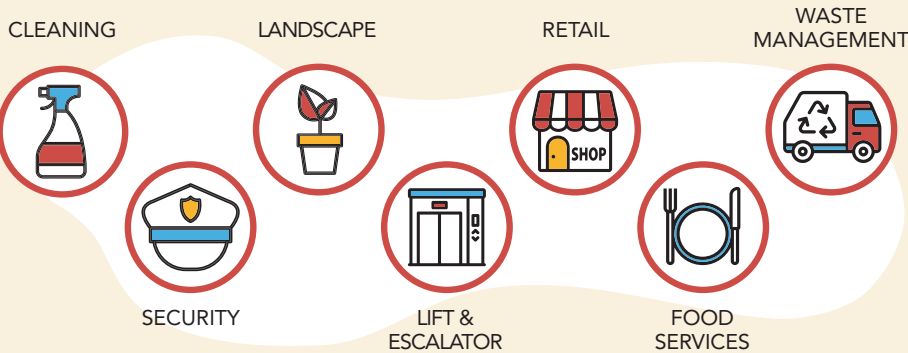 CLEANING
LANDSCAPE
RETAIL
WASTE
MANAGEMENT
SHOP
SECURITY
LIFT &
ESCALATOR
FOOD
SERVICES